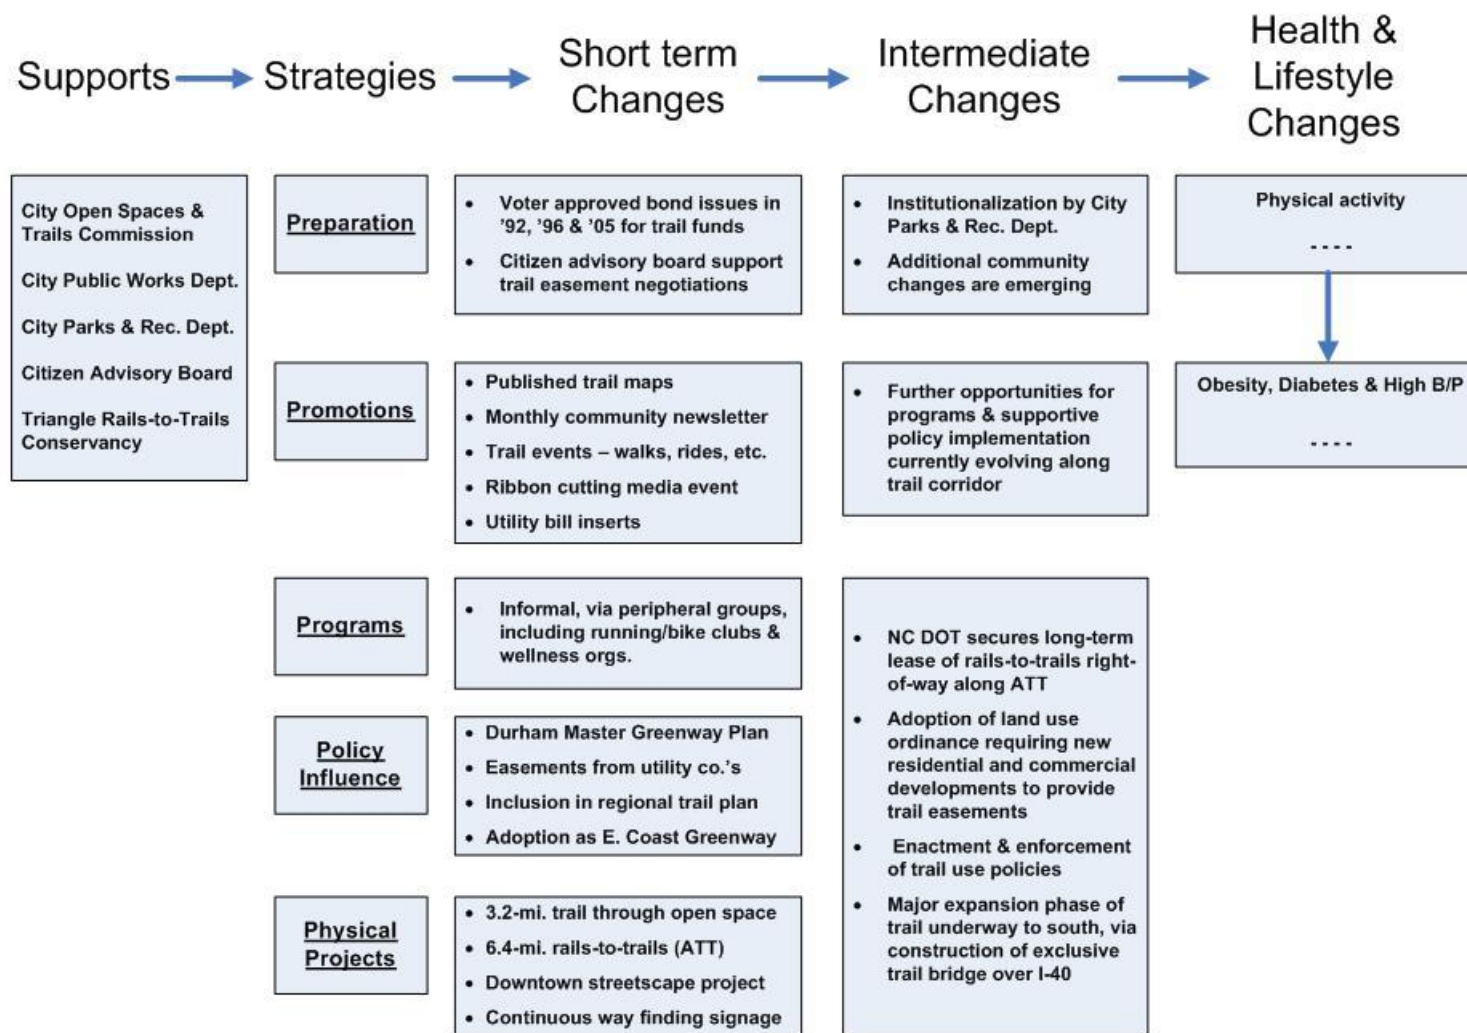 Supports
Strategies
Short term
Changes
Intermediate
Changes
Health &
Lifestyle
Changes
City Open Spaces &
Trails Commission
City Public Works Dept.
City Parks & Rec. Dept.
Citizen Advisory Board
Triangle Rails-to-Trails
Conservancy
Preparation
• Voter approved bond issues in
'92, '96 & '05 for trail funds
• Citizen advisory board support
trail easement negotiations
• Institutionalization by City
Parks & Rec. Dept.
• Additional community
changes are emerging
Physical activity
- - - -
Promotions
• Published trail maps
• Monthly community newsletter
• Trail events – walks, rides, etc.
• Ribbon cutting media event
• Utility bill inserts
• Further opportunities for
programs & supportive
policy implementation
currently evolving along
trail corridor
Obesity, Diabetes & High B/P
- - - -
Programs
• Informal, via peripheral groups,
including running/bike clubs &
wellness orgs.
Policy
Influence
• Durham Master Greenway Plan
• Easements from utility co.'s
• Inclusion in regional trail plan
• Adoption as E. Coast Greenway
Physical
Projects
• 3.2-mi. trail through open space
• 6.4-mi. rails-to-trails (ATT)
• Downtown streetscape project
• Continuous way finding signage
• NC DOT secures long-term
lease of rails-to-trails right-
of-way along ATT
• Adoption of land use
ordinance requiring new
residential and commercial
developments to provide
trail easements
• Enactment & enforcement
of trail use policies
• Major expansion phase of
trail underway to south, via
construction of exclusive
trail bridge over I-40